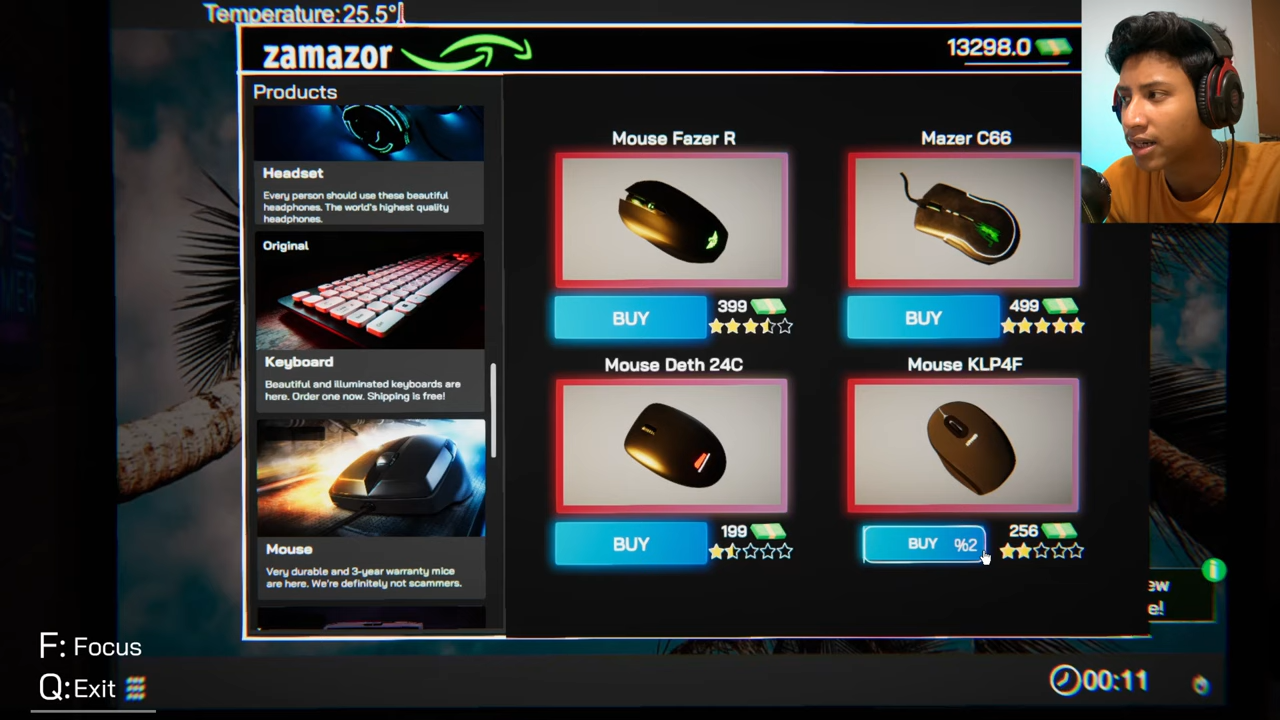 Temperature: 25.5°
zamazor
13298.0
Products
Headset
Every person should use these beautiful
headphones. The world's highest quality
headphones.
Original
Keyboard
Beautiful and illuminated keyboards are
here. Order one now. Shipping is free!
Mouse
Very durable and 3-year warranty mice
are here. We're definitely not scammers.
Mouse Fazer R
BUY
399
Mazer C66
BUY
499
Mouse Deth 24C
BUY
199
Mouse KLP4F
BUY %2
256
ew
e!
F: Focus
Q: Exit
00:11